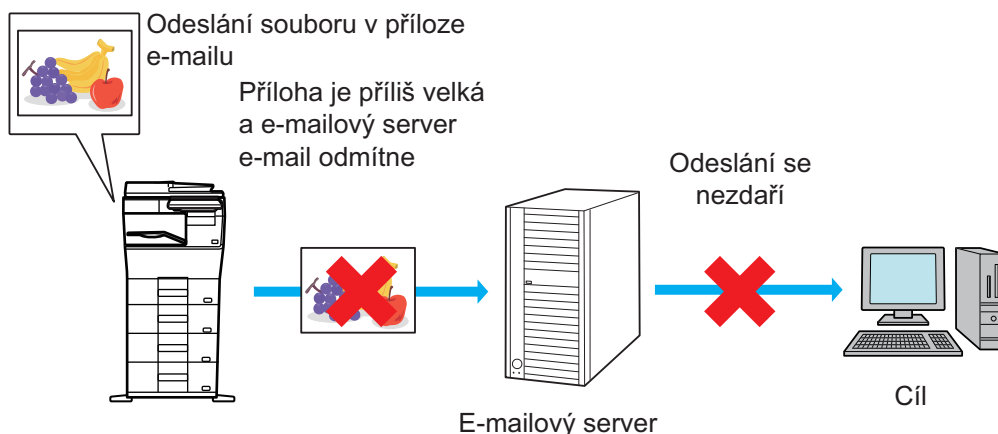 Odeslání souboru v příloze
e-mailu
Příloha je příliš velká
a e-mailový server
e-mail odmítne
Odeslání se
nezdaří
E-mailový server
Cíl